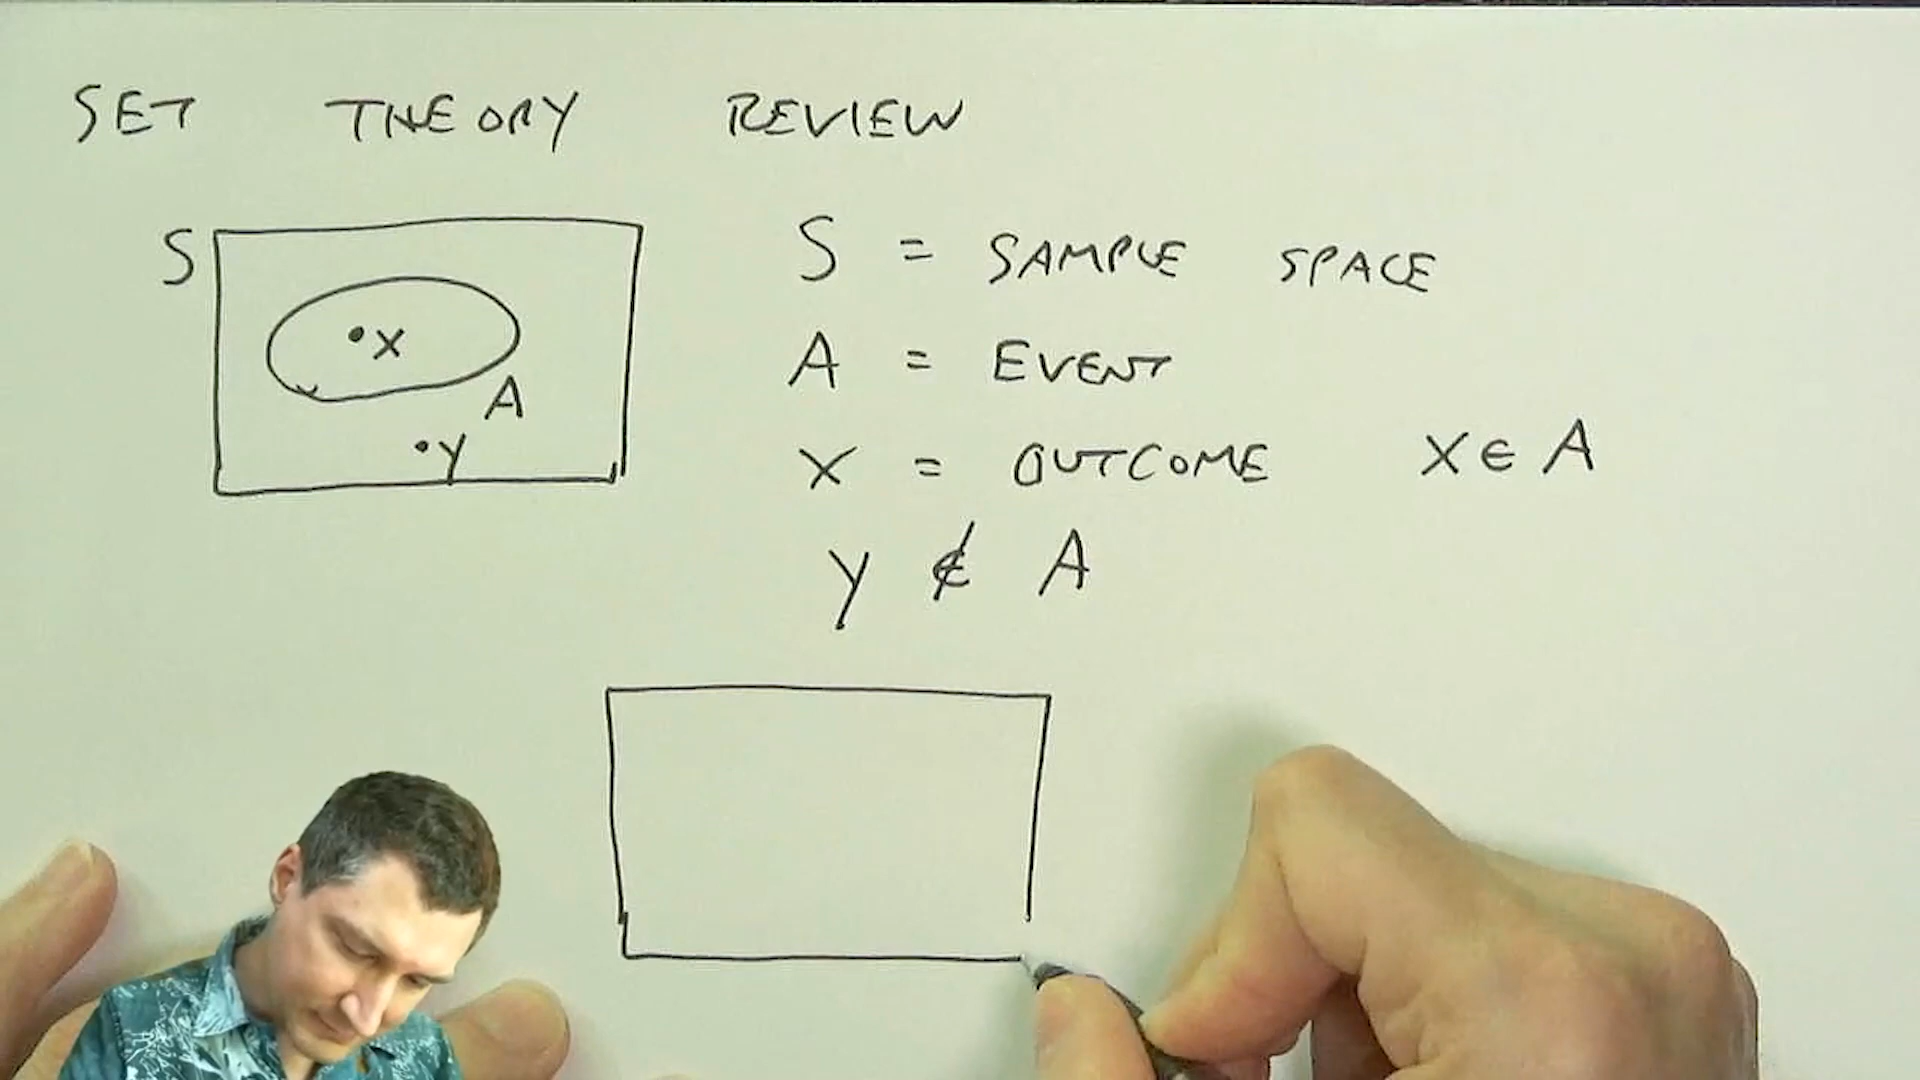 SET THEORY REVIEW
S
•X
A
•y
S = SAMPLE SPACE
A = EVENT
X = OUTCOME X ∈ A
y ∉ A